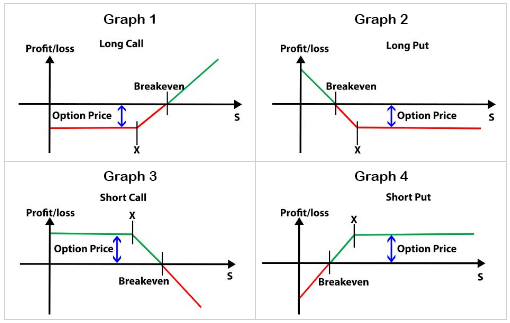 Graph 1
Long Call
Profit/loss
Breakeven
Option Price
S
X
Graph 2
Long Put
Profit/loss
Breakeven
Option Price
S
X
Graph 3
Short Call
Profit/loss
X
Option Price
Breakeven
S
Graph 4
Short Put
Profit/loss
X
Option Price
Breakeven
S